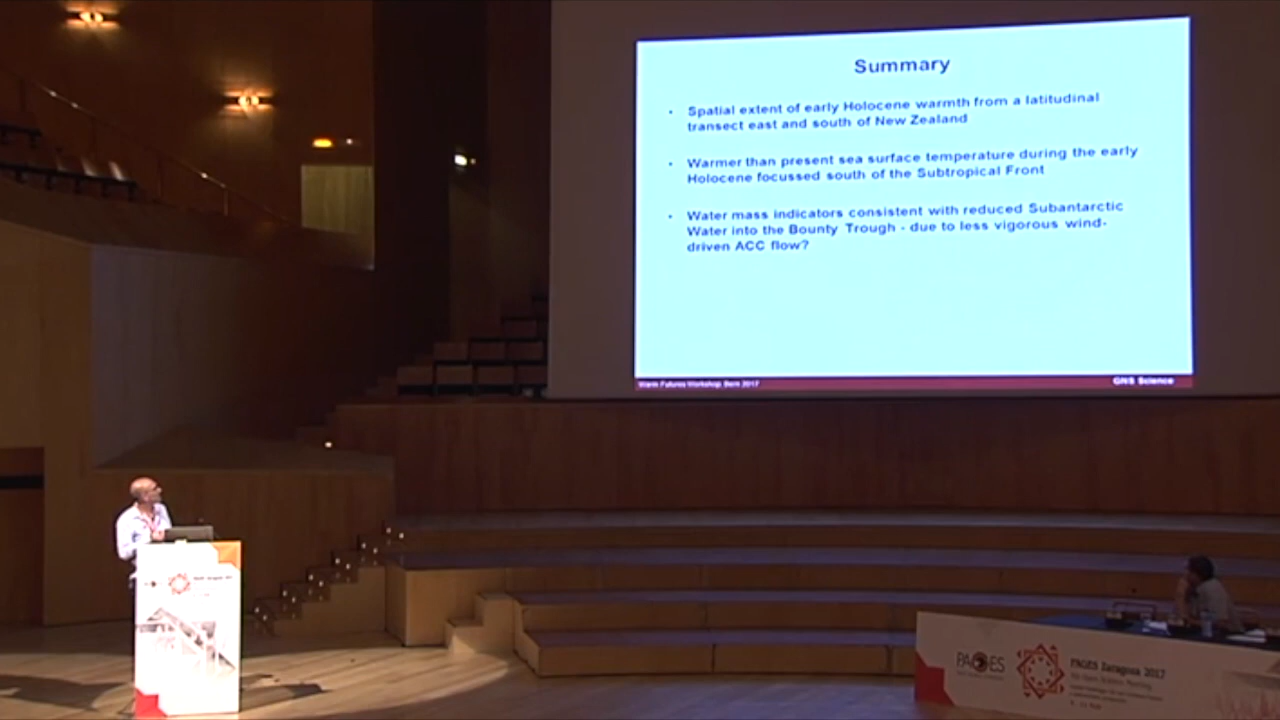 Summary
• Spatial extent of early Holocene warmth from a latitudinal
transect east and south of New Zealand
• Warmer than present sea surface temperature during the early
Holocene focussed south of the Subtropical Front
• Water mass indicators consistent with reduced Subantarctic
Water into the Bounty Trough - due to less vigorous wind-
driven ACC flow?
Warm Futures Workshop, Bern 2017
GNS Science
PAGES
PAGES Zaragoza 2017